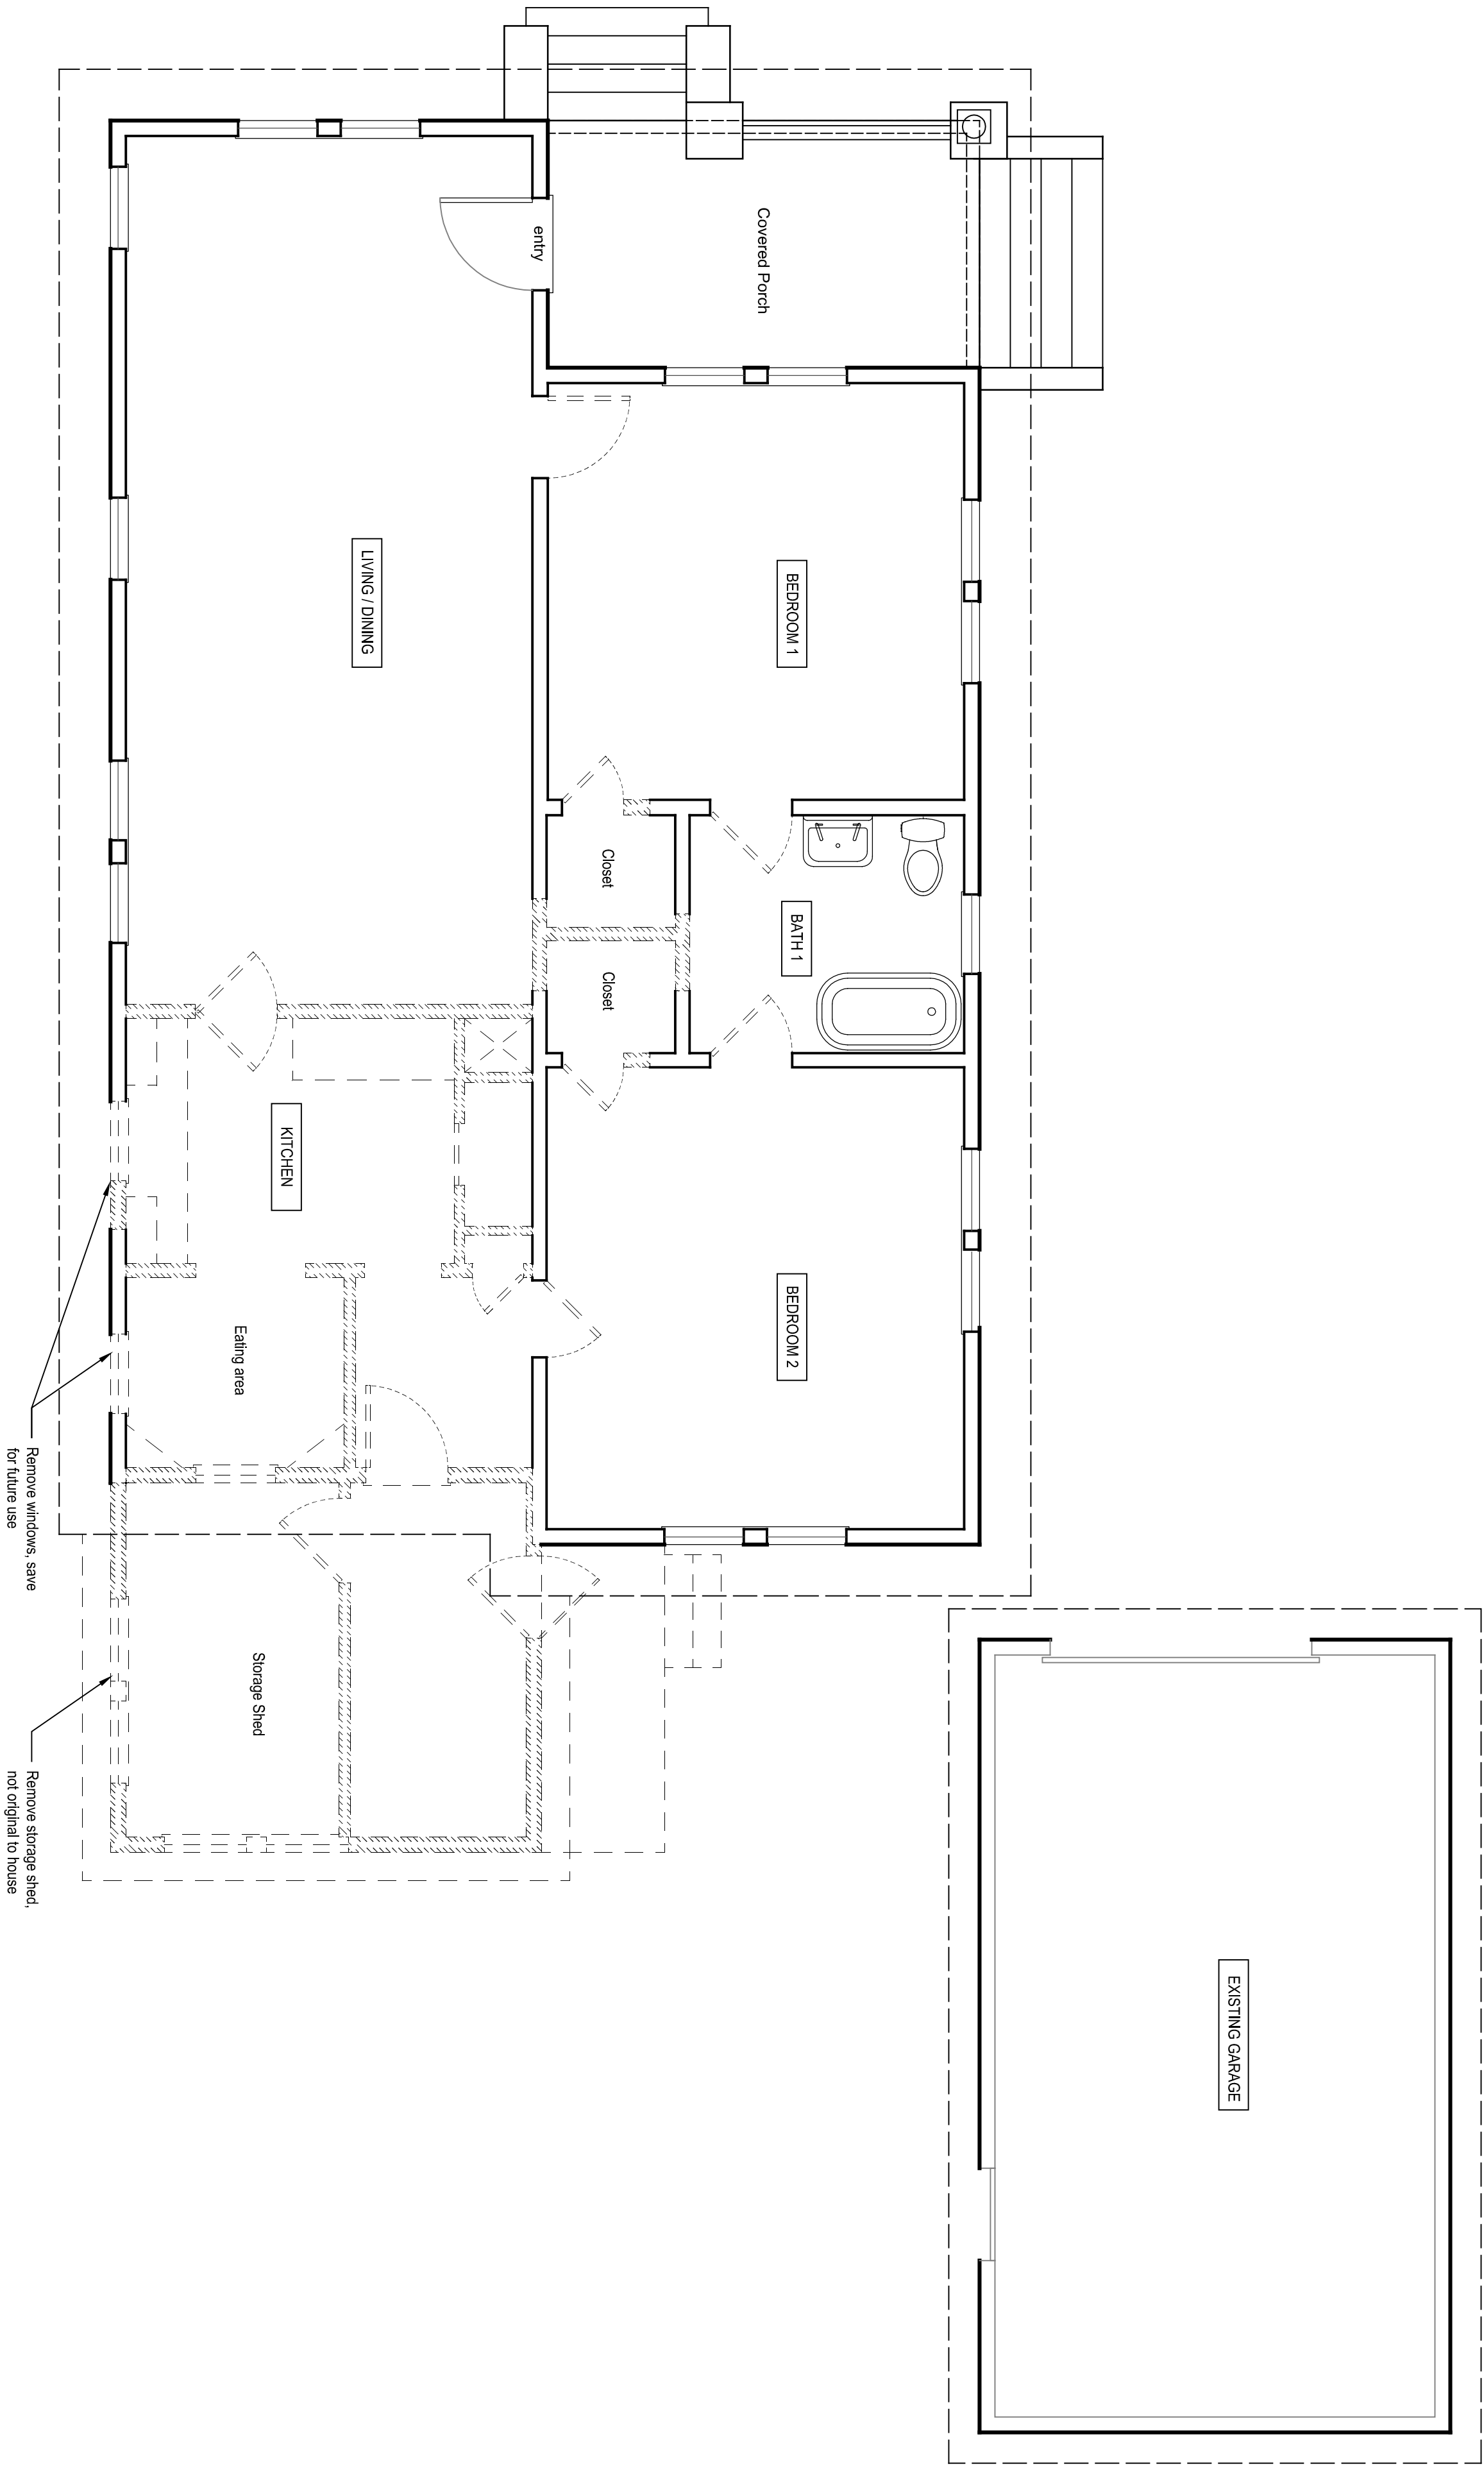 Covered Porch
entry
LIVING / DINING
BEDROOM 1
Closet
Closet
BATH 1
KITCHEN
BEDROOM 2
Eating area
Remove windows, save
for future use
Storage Shed
Remove storage shed,
not original to house
EXISTING GARAGE